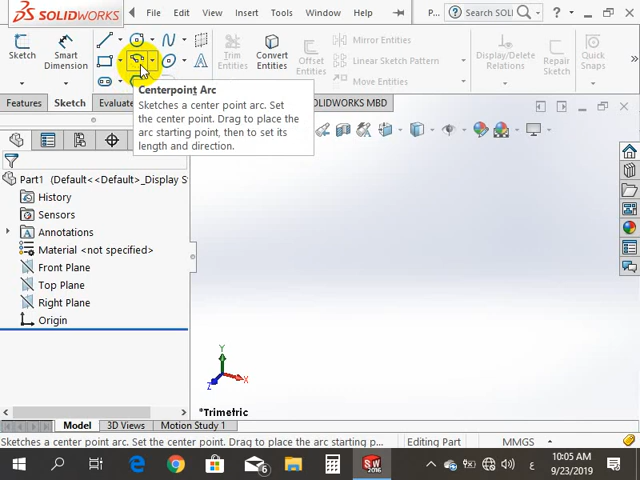 SOLIDWORKS
File
Edit
View
Insert
Tools
Window
P...
Search So
?
Sketch
Smart
Dimension
Trim
Entities
Convert
Entities
Offset
Entities
Mirror Entities
Linear Sketch Pattern
Move Entities
Display/Delete
Relations
Repair
Sketch
Quick
Snaps
Features
Sketch
Evaluate
SOLIDWORKS MBD
Centerpoint Arc
Sketches a center point arc. Set
the center point. Drag to place the
arc starting point, then to set its
length and direction.
Part1 (Default<<Default>_Display S
History
Sensors
Annotations
Material <not specified>
Front Plane
Top Plane
Right Plane
Origin
Y
Z
X
*Trimetric
Model
3D Views
Motion Study 1
Sketches a center point arc. Set the center point. Drag to place the arc starting p...
Editing Part
MMGS
6
SW
2016
ع
10:05 AM
9/23/2019